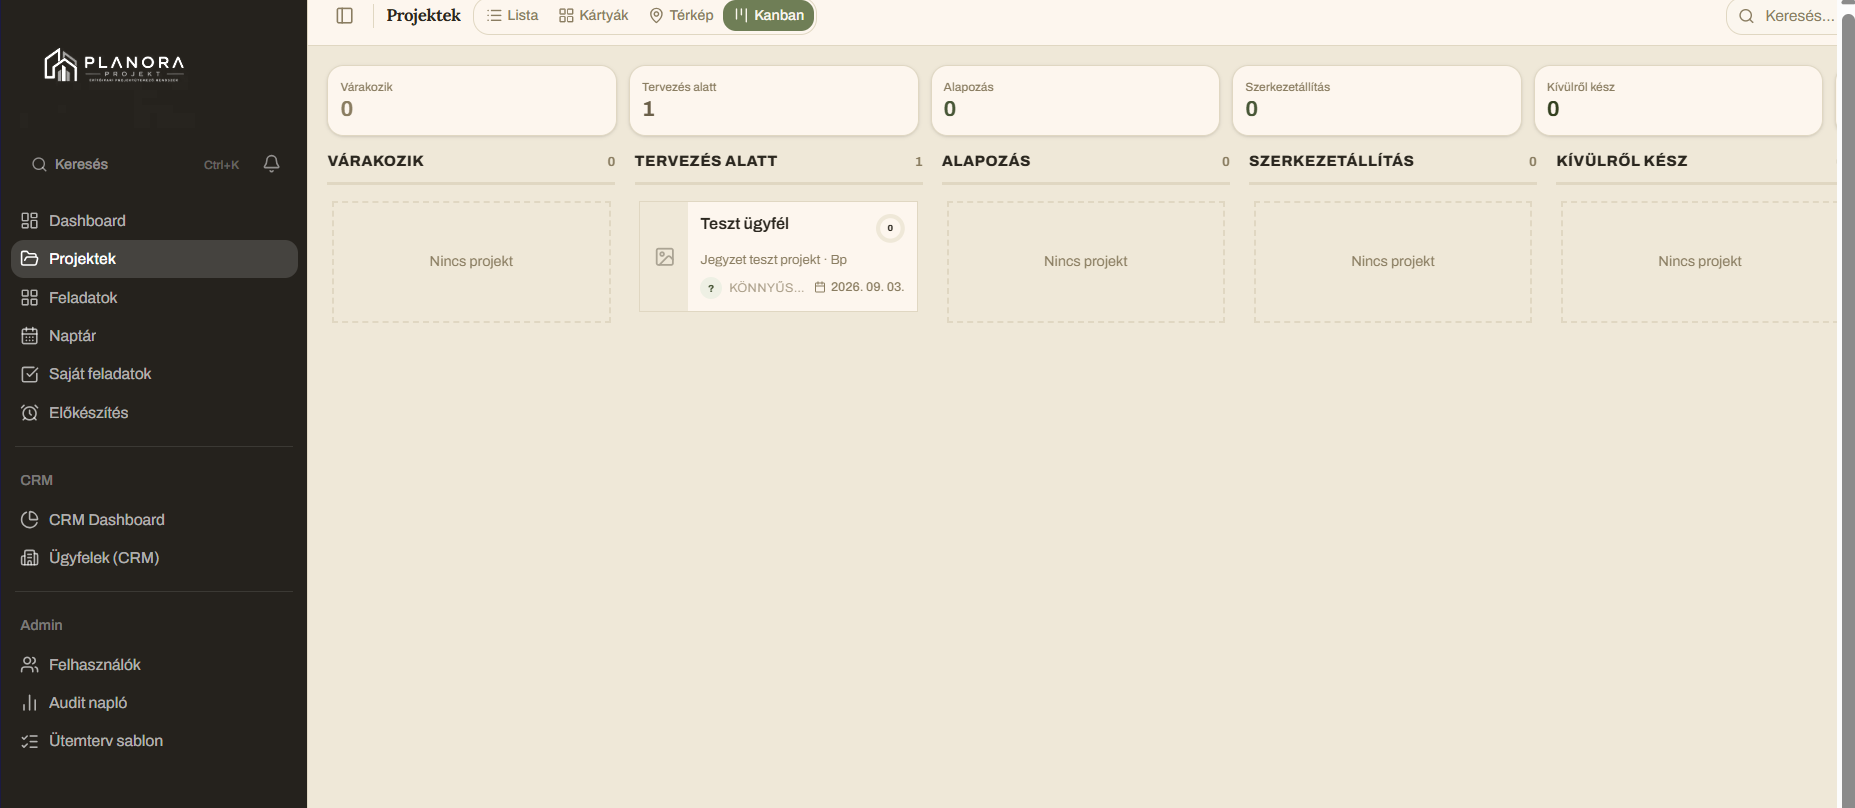 PLANORA
PROJEKT
Keresés Ctrl+K
Dashboard
Projektek
Feladatok
Naptár
Saját feladatok
Előkészítés
CRM
CRM Dashboard
Ügyfelek (CRM)
Admin
Felhasználók
Audit napló
Ütemterv sablon
Projektek Lista Kártyák Térkép Kanban Keresés...
Várakozik
0
Tervezés alatt
1
Alapozás
0
Szerkezetállítás
0
Kívülről kész
0
VÁRAKOZIK 0
Nincs projekt
TERVEZÉS ALATT 1
Teszt ügyfél 0
Jegyzet teszt projekt · Bp
? KÖNNYŰS... 2026. 09. 03.
ALAPOZÁS 0
Nincs projekt
SZERKEZETÁLLÍTÁS 0
Nincs projekt
KÍVÜLRŐL KÉSZ
Nincs projekt